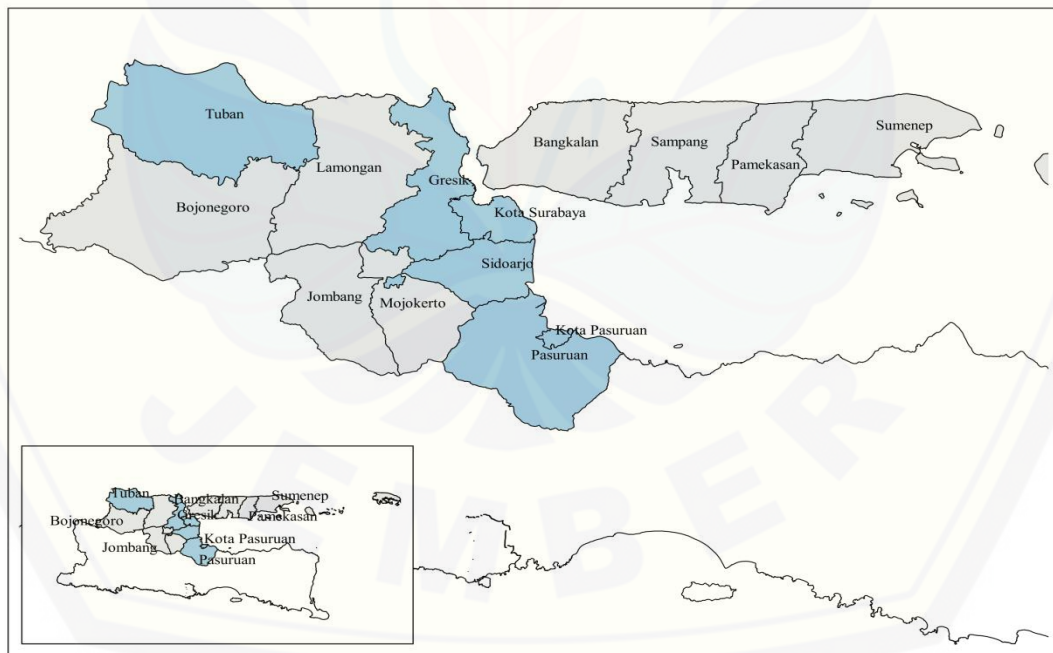 Tuban
Lamongan
Bojonegoro
Gresik
Kota Surabaya
Sidoarjo
Jombang
Mojokerto
Kota Pasuruan
Pasuruan
Bangkalan
Sampang
Pamekasan
Sumenep
JEMBER
Tuban
Bangkalan
Sumenep
Bojonegoro
Gresik
Pamekasan
Jombang
Kota Pasuruan
Pasuruan